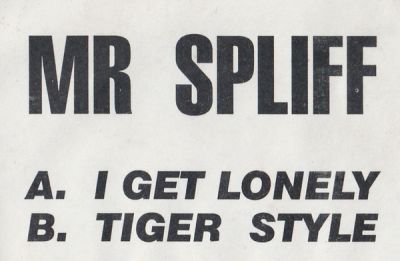 MR SPLIFF
A. I GET LONELY
B. TIGER STYLE